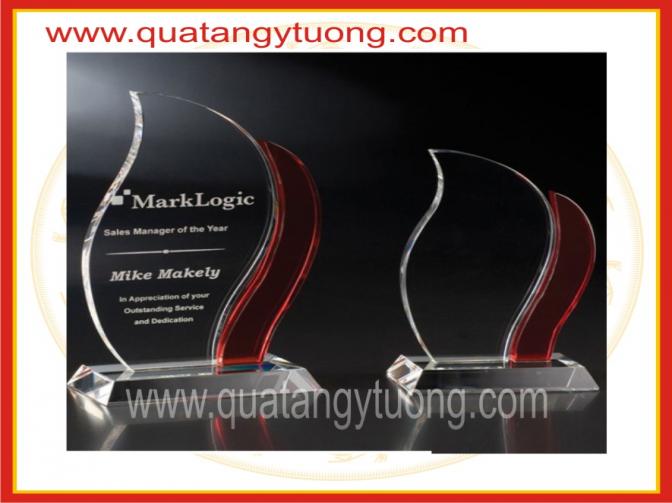 www.quatangytuong.com
MarkLogic
Sales Manager of the Year
Mike Makely
In Appreciation of your
Outstanding Service
and Dedication
www.quatangytuong.com